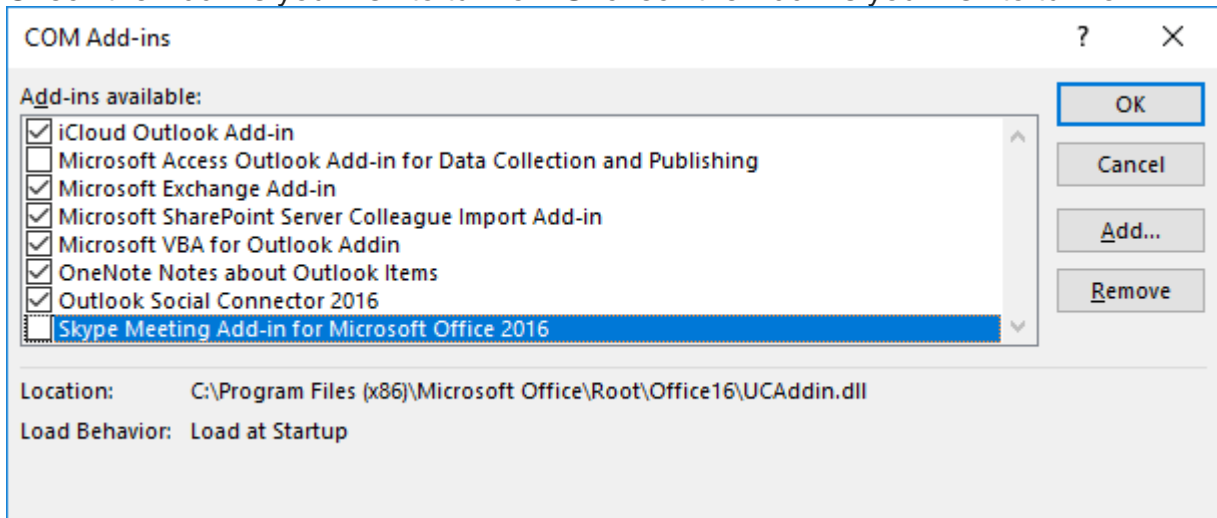 COM Add-ins
?
Add-ins available:
OK
iCloud Outlook Add-in
Microsoft Access Outlook Add-in for Data Collection and Publishing
Cancel
Microsoft Exchange Add-in
Microsoft SharePoint Server Colleague Import Add-in
Add...
Microsoft VBA for Outlook Addin
OneNote Notes about Outlook Items
Remove
Outlook Social Connector 2016
Skype Meeting Add-in for Microsoft Office 2016
Location: C:\Program Files (x86)\Microsoft Office\Root\Office16\UCAddin.dll
Load Behavior: Load at Startup